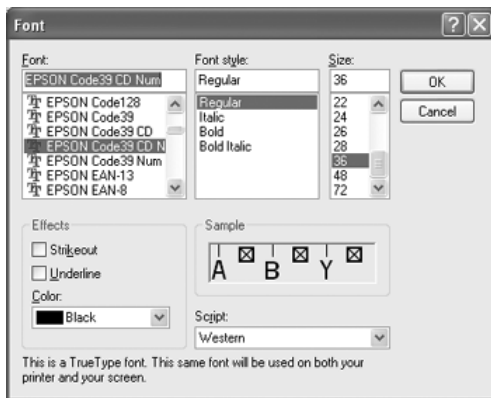 Font
Font:
EPSON Code39 CD Num
EPSON Code128
EPSON Code39
EPSON Code39 CD
EPSON Code39 CD N
EPSON Code39 Num
EPSON EAN-13
EPSON EAN-8
Font style:
Regular
Regular
Italic
Bold
Bold Italic
Size:
36
22
24
26
28
36
48
72
OK
Cancel
Effects
Strikeout
Underline
Color:
Black
Sample
A B Y
Script:
Western
This is a TrueType font. This same font will be used on both your
printer and your screen.